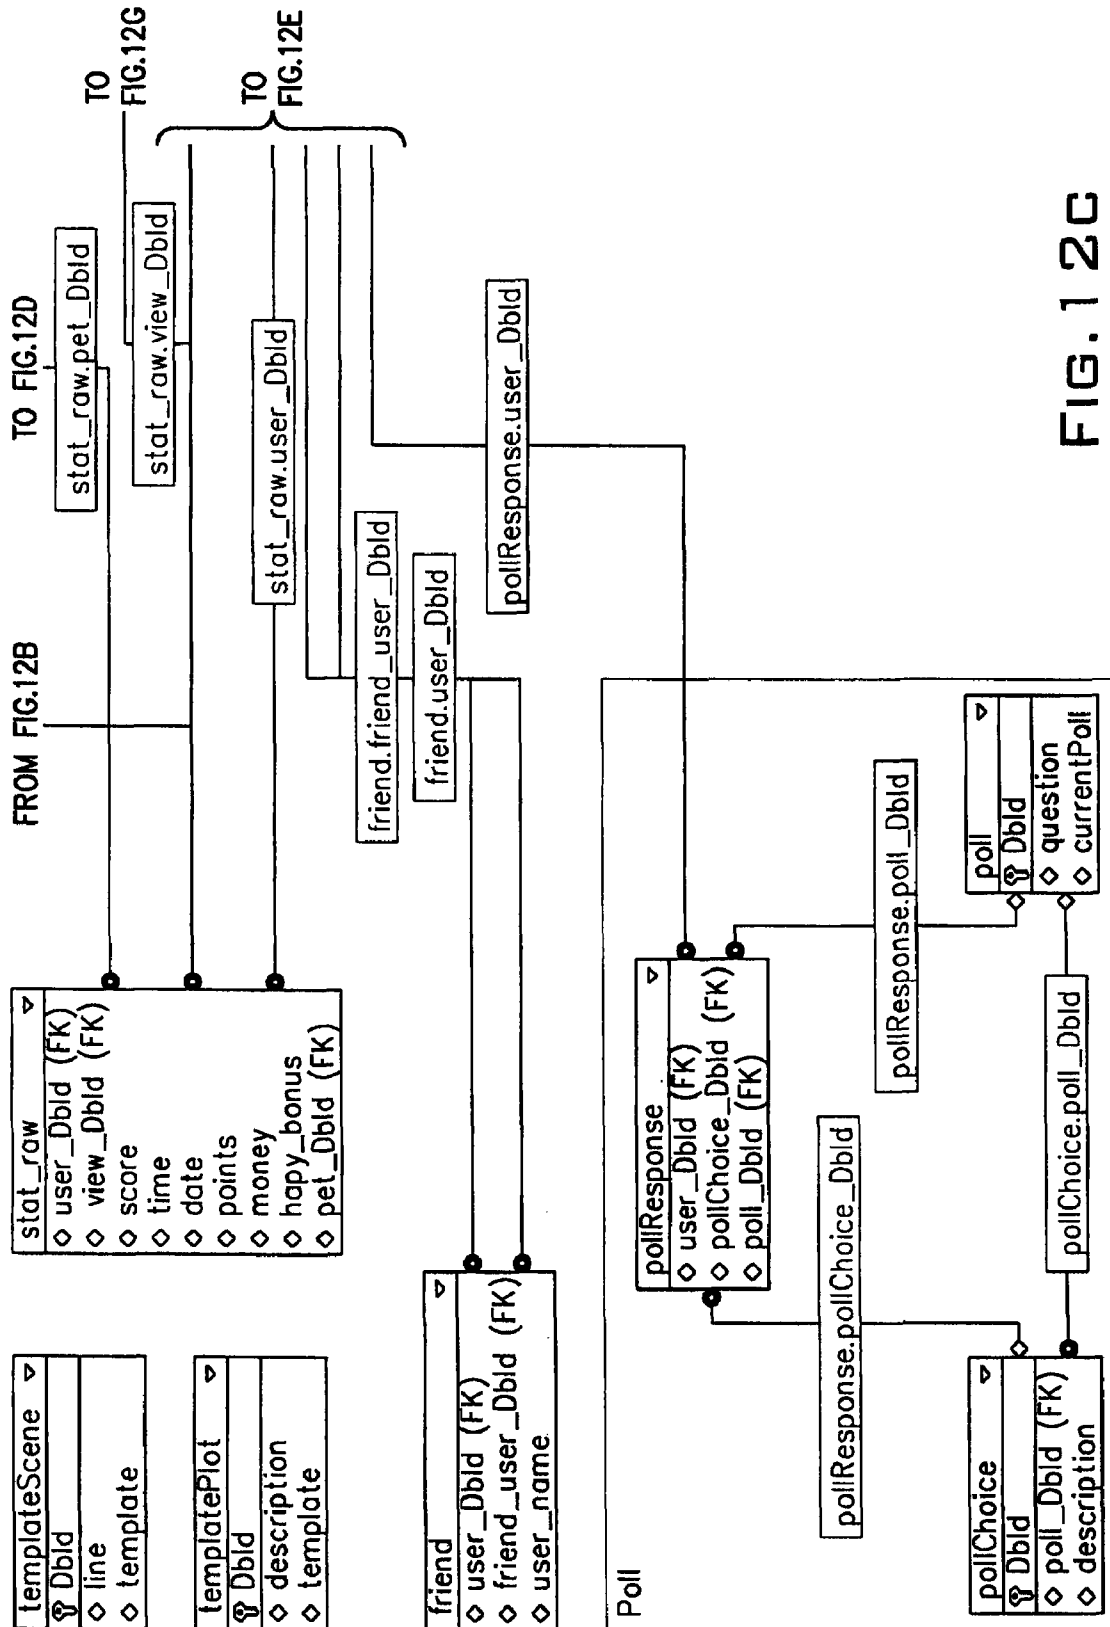 templateScene
DbId
line
template
templatePlot
DbId
description
template
friend
user_DbId (FK)
friend_user_DbId (FK)
user_name
stat_raw
user_DbId (FK)
view_DbId (FK)
score
time
date
points
money
hapy_bonus
pet_DbId (FK)
FROM FIG.12B
TO FIG.12D
stat_raw.pet_DbId
stat_raw.view_DbId
TO
FIG.12G
stat_raw.user_DbId
TO
FIG.12E
friend.friend_user_DbId
friend.user_DbId
pollResponse.user_DbId
Poll
pollResponse
user_DbId (FK)
pollChoice_DbId (FK)
poll_DbId (FK)
pollResponse.pollChoice_DbId
pollResponse.poll_DbId
pollChoice
DbId
poll_DbId (FK)
description
pollChoice.poll_DbId
poll
DbId
question
currentPoll
FIG.12C